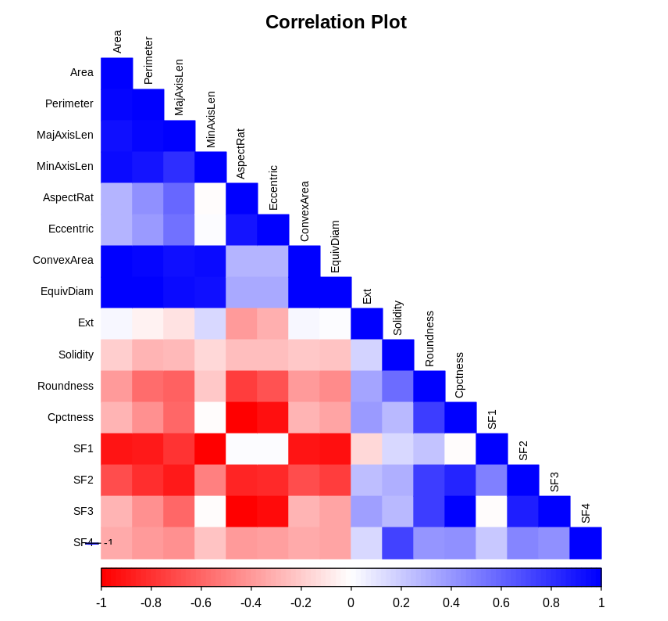 Correlation Plot
Area
Perimeter
MajAxisLen
MinAxisLen
AspectRat
Eccentric
ConvexArea
EquivDiam
Ext
Solidity
Roundness
Cpctness
SF1
SF2
SF3
SF4
Area
Perimeter
MajAxisLen
MinAxisLen
AspectRat
Eccentric
ConvexArea
EquivDiam
Ext
Solidity
Roundness
Cpctness
SF1
SF2
SF3
SF4 -1
-1 -0.8 -0.6 -0.4 -0.2 0 0.2 0.4 0.6 0.8 1